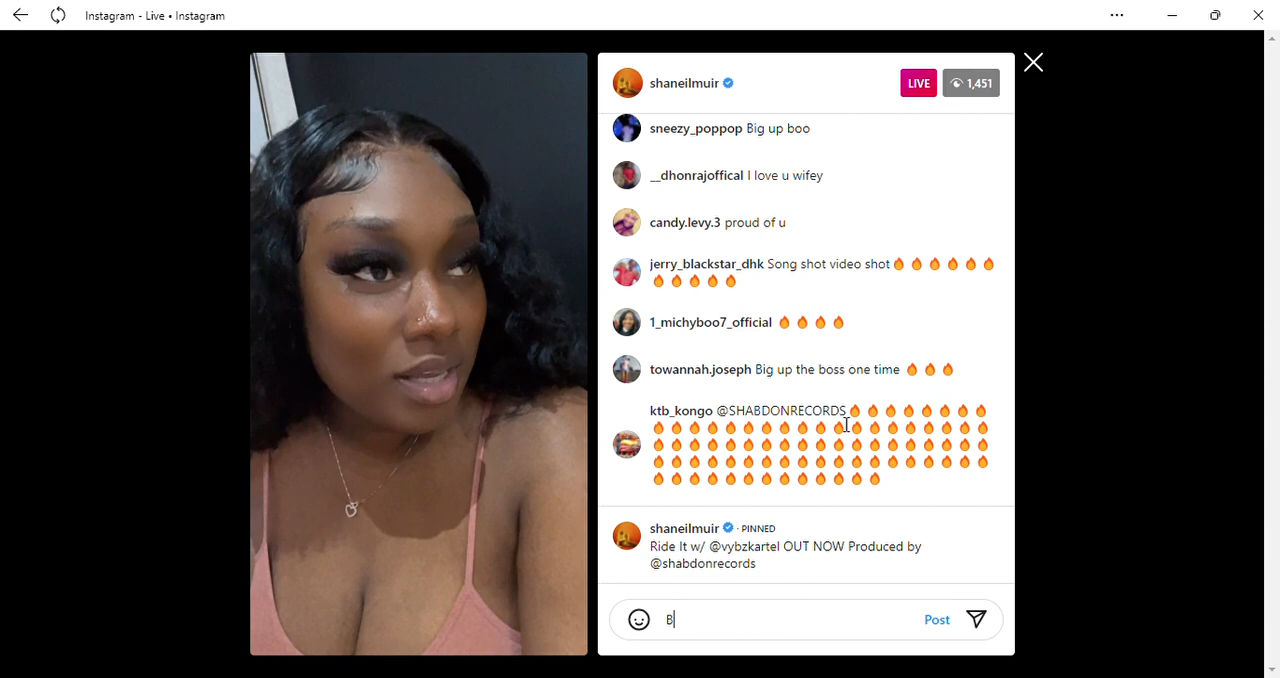 Instagram - Live • Instagram
shaneilmuir
LIVE
1,451
sneezy_poppop Big up boo
__dhonrajoffical I love u wifey
candy.levy.3 proud of u
jerry_blackstar_dhk Song shot video shot🔥🔥🔥🔥🔥🔥
🔥🔥🔥🔥🔥
1_michyboo7_official 🔥🔥🔥🔥
towannah.joseph Big up the boss one time 🔥🔥🔥
ktb_kongo @SHABDONRECORDS🔥🔥🔥🔥🔥🔥🔥🔥
🔥🔥🔥🔥🔥🔥🔥🔥🔥🔥🔥🔥🔥🔥🔥🔥🔥🔥🔥
🔥🔥🔥🔥🔥🔥🔥🔥🔥🔥🔥🔥🔥🔥🔥🔥🔥🔥🔥
🔥🔥🔥🔥🔥🔥🔥🔥🔥🔥🔥🔥🔥🔥🔥🔥🔥🔥🔥
🔥🔥🔥🔥🔥🔥🔥🔥🔥🔥🔥🔥🔥
shaneilmuir · PINNED
Ride It w/ @vybzkartel OUT NOW Produced by
@shabdonrecords
B
Post